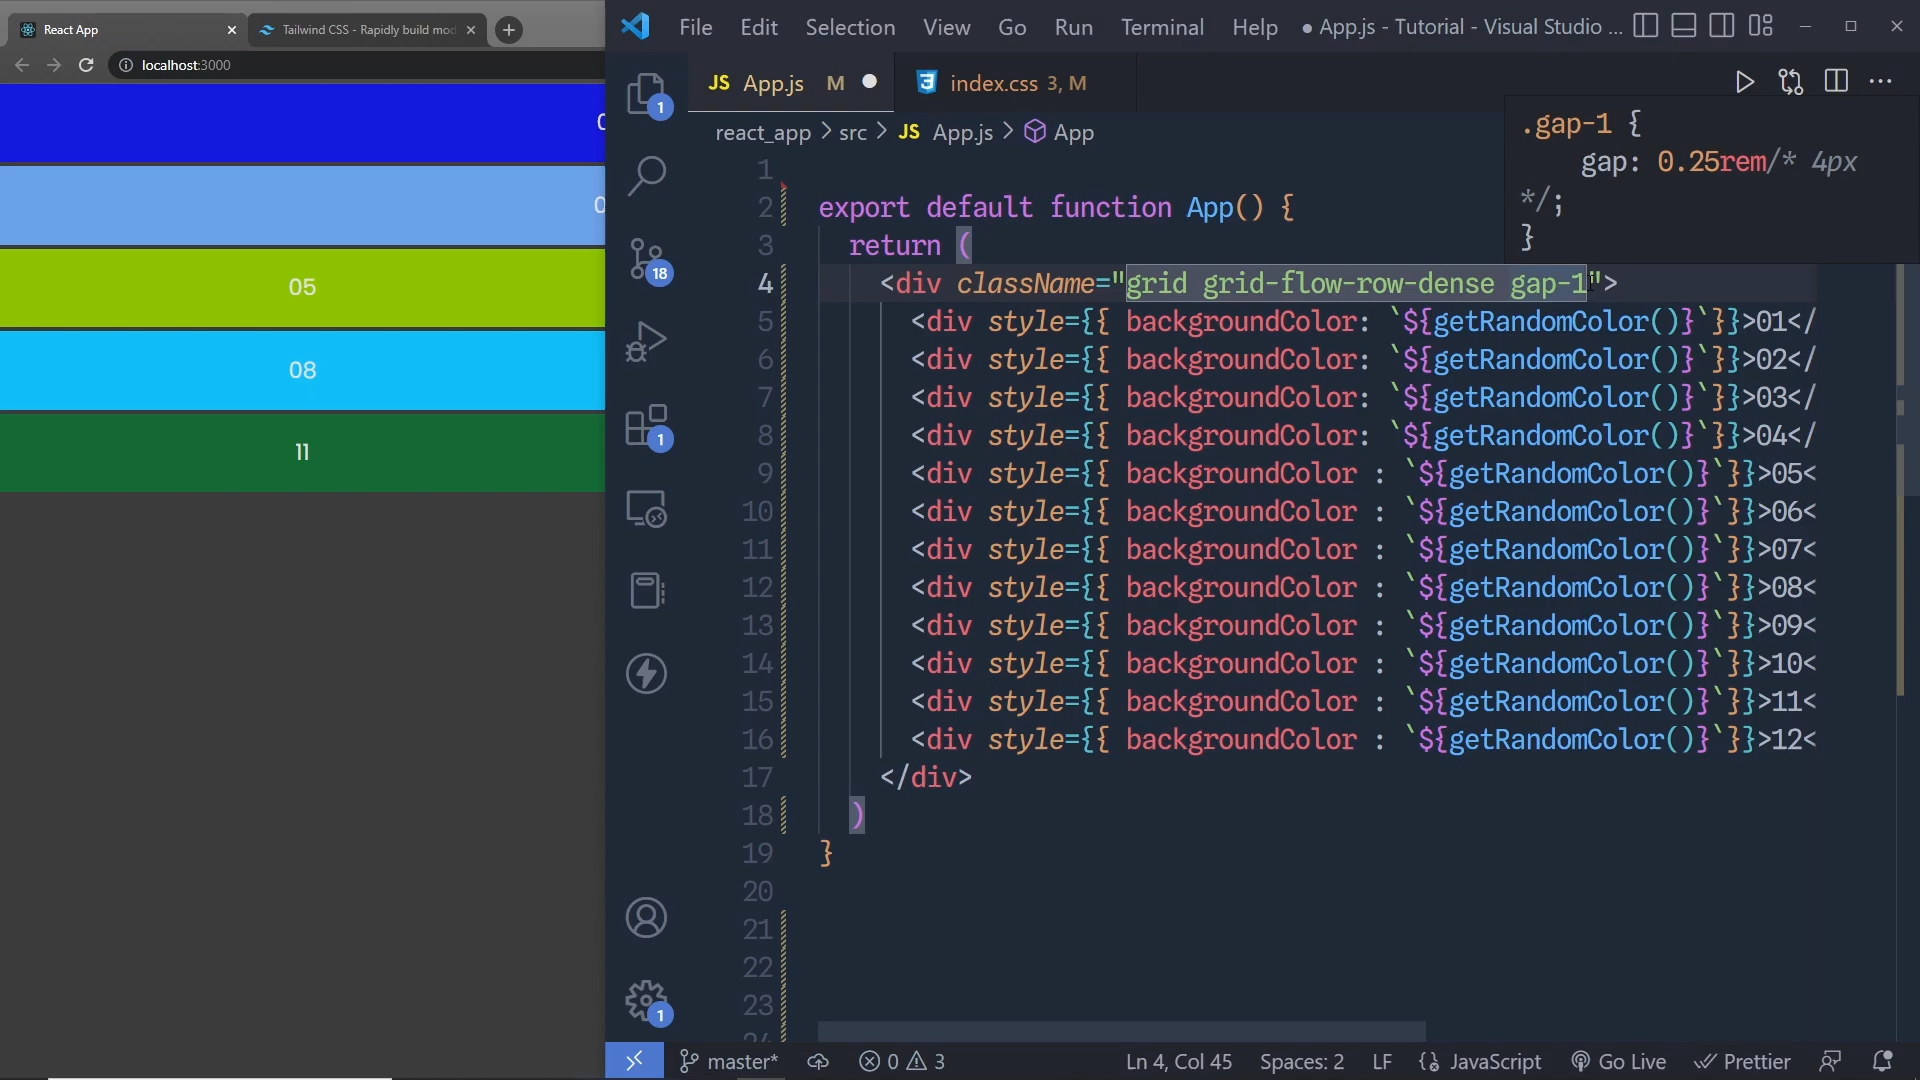 React App
Tailwind CSS - Rapidly build mod
localhost:3000
05
08
11
File Edit Selection View Go Run Terminal Help
● App.js - Tutorial - Visual Studio ...
JS App.js M
index.css 3, M
react_app > src > JS App.js > App
.gap-1 {
gap: 0.25rem/* 4px
*/;
}
1
2 export default function App() {
3 return (
4 <div className="grid grid-flow-row-dense gap-1">
5 <div style={{ backgroundColor: `${getRandomColor()}`}}>01</
6 <div style={{ backgroundColor: `${getRandomColor()}`}}>02</
7 <div style={{ backgroundColor: `${getRandomColor()}`}}>03</
8 <div style={{ backgroundColor: `${getRandomColor()}`}}>04</
9 <div style={{ backgroundColor : `${getRandomColor()}`}}>05<
10 <div style={{ backgroundColor : `${getRandomColor()}`}}>06<
11 <div style={{ backgroundColor : `${getRandomColor()}`}}>07<
12 <div style={{ backgroundColor : `${getRandomColor()}`}}>08<
13 <div style={{ backgroundColor : `${getRandomColor()}`}}>09<
14 <div style={{ backgroundColor : `${getRandomColor()}`}}>10<
15 <div style={{ backgroundColor : `${getRandomColor()}`}}>11<
16 <div style={{ backgroundColor : `${getRandomColor()}`}}>12<
17 </div>
18 )
19 }
20
21
22
23
1
18
1
1
master* 0 3 Ln 4, Col 45 Spaces: 2 LF {} JavaScript Go Live Prettier